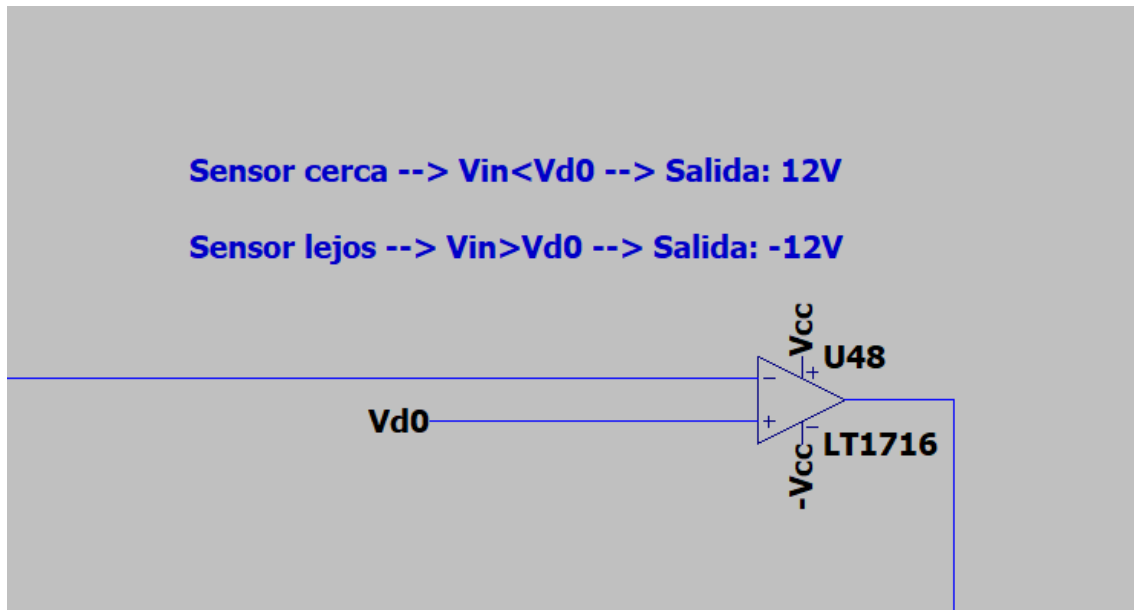 Sensor cerca --> Vin<Vd0 --> Salida: 12V
Sensor lejos --> Vin>Vd0 --> Salida: -12V
Vcc
U48
+
−
Vd0
+
−
LT1716
-Vcc